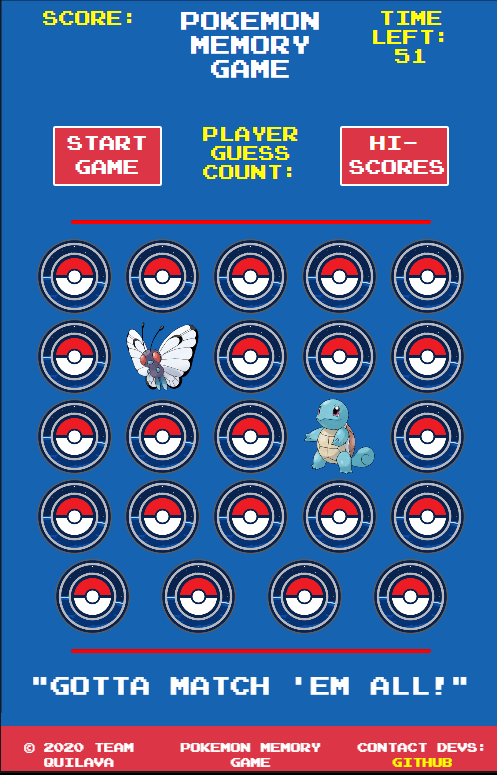 SCORE:
POKEMON
MEMORY
GAME
TIME
LEFT:
51
START
GAME
PLAYER
GUESS
COUNT:
HI-
SCORES
"GOTTA MATCH 'EM ALL!"
© 2020 TEAM
QUILAVA
POKEMON MEMORY
GAME
CONTACT DEVS:
GITHUB